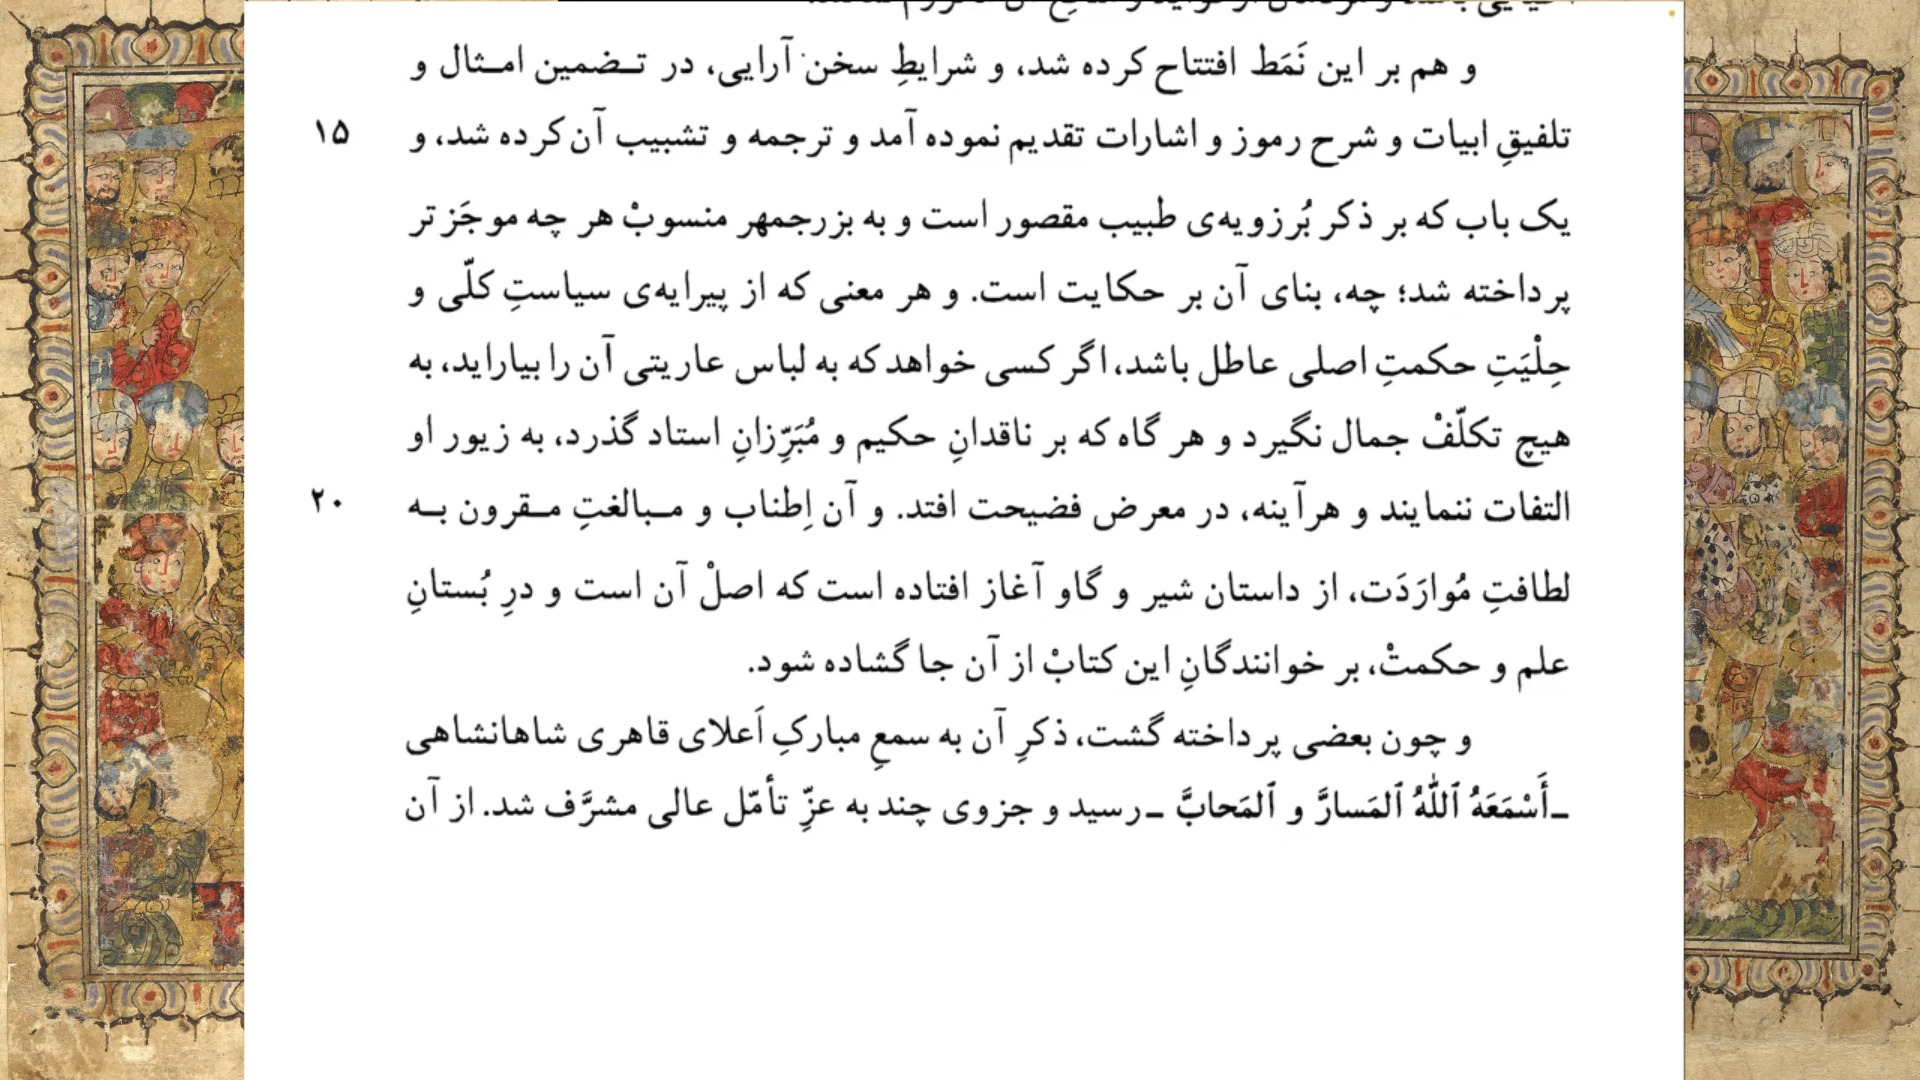 و هم بر این نَمَط افتتاح کرده شد، و شرایطِ سخن آرایی، در تـضمین امـثال و
تلفیقِ ابیات و شرح رموز و اشارات تقدیم نموده آمد و ترجمه و تشبیب آن کرده شد، و ۱۵
یک باب که بر ذکر بُرزویه‌ی طبیب مقصور است و به بزرجمهر منسوبْ هر چه موجَز تر
پرداخته شد؛ چه، بنای آن بر حکایت است. و هر معنی که از پیرایه‌ی سیاستِ کلّی و
حِلْیَتِ حکمتِ اصلی عاطل باشد، اگر کسی خواهد که به لباس عاریتی آن را بیاراید، به
هیچ تکلّفْ جمال نگیرد و هر گاه که بر ناقدانِ حکیم و مُبَرِّزانِ استاد گذرد، به زیور او
التفات ننمایند و هرآینه، در معرض فضیحت افتد. و آن اِطناب و مـبالغتِ مـقرون بـه ۲۰
لطافتِ مُوارَدَت، از داستان شیر و گاو آغاز افتاده است که اصلْ آن است و درِ بُستانِ
علم و حکمتْ، بر خوانندگانِ این کتابْ از آن جا گشاده شود.
و چون بعضی پرداخته گشت، ذکرِ آن به سمعِ مبارکِ اَعلای قاهری شاهانشاهی
ـ أَسْمَعَهُ ٱللّٰهُ ٱلمَسارَّ و ٱلمَحابَّ ـ رسید و جزوی چند به عزِّ تأمّل عالی مشرَّف شد. از آن